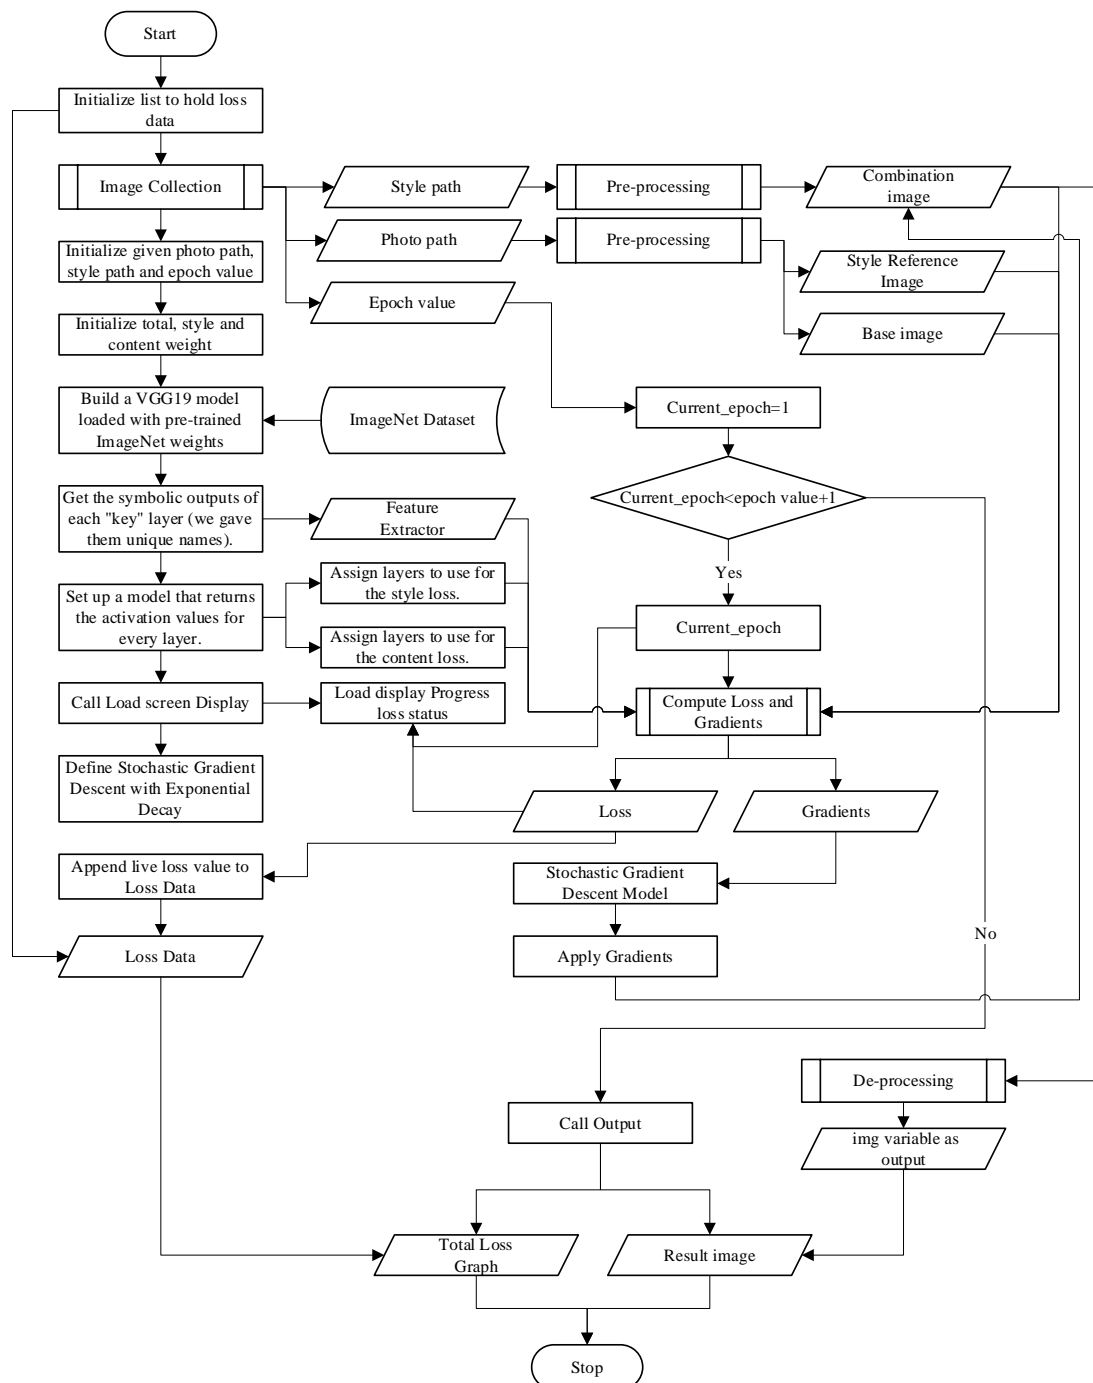 Start
Initialize list to hold loss
data
Image Collection
Style path
Pre-processing
Combination
image
Initialize given photo path,
style path and epoch value
Photo path
Pre-processing
Style Reference
Image
Initialize total, style and
content weight
Epoch value
Base image
Build a VGG19 model
loaded with pre-trained
ImageNet weights
ImageNet Dataset
Current_epoch=1
Get the symbolic outputs of
each "key" layer (we gave
them unique names).
Feature
Extractor
Current_epoch<epoch value+1
Yes
Set up a model that returns
the activation values for
every layer.
Assign layers to use for
the style loss.
Assign layers to use for
the content loss.
Current_epoch
Call Load screen Display
Load display Progress
loss status
Compute Loss and
Gradients
Define Stochastic Gradient
Descent with Exponential
Decay
Loss
Gradients
Append live loss value to
Loss Data
Stochastic Gradient
Descent Model
No
Loss Data
Apply Gradients
De-processing
Call Output
img variable as
output
Total Loss
Graph
Result image
Stop